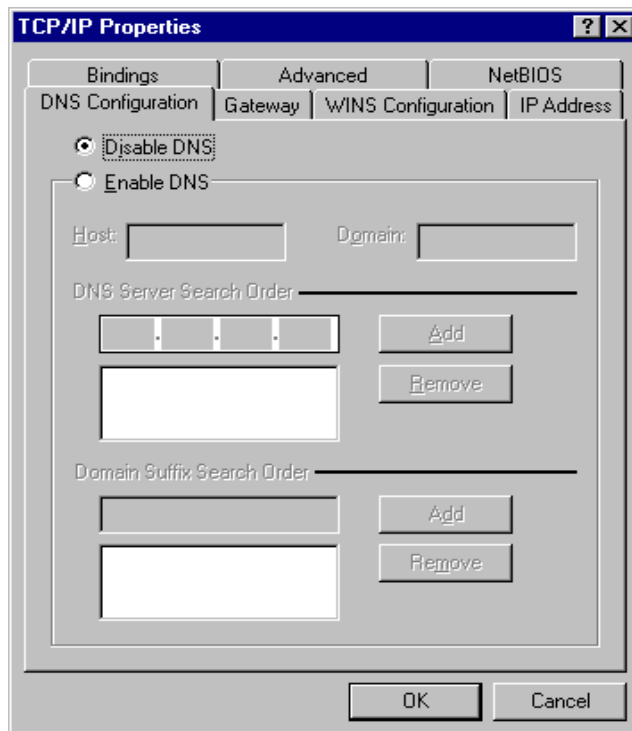 TCP/IP Properties
Bindings Advanced NetBIOS
DNS Configuration Gateway WINS Configuration IP Address
Disable DNS
Enable DNS
Host: Domain:
DNS Server Search Order
. . .
Add
Remove
Domain Suffix Search Order
Add
Remove
OK Cancel